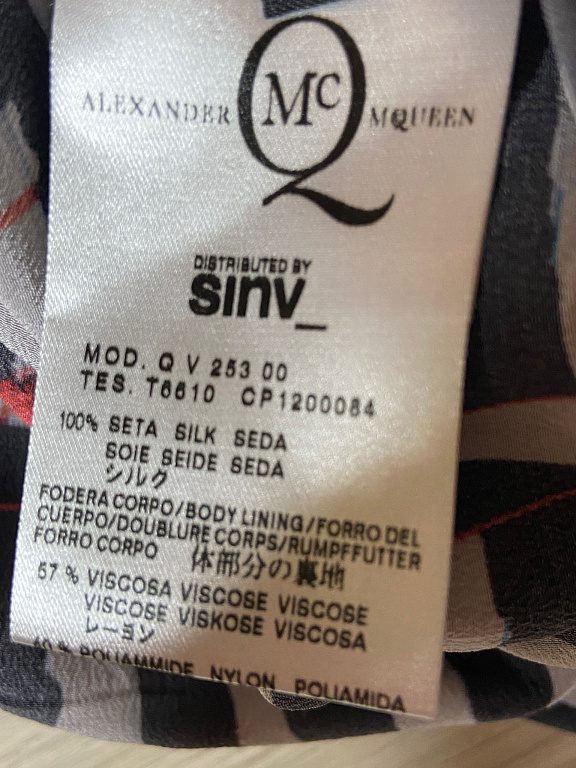 ALEXANDER McQ MQUEEN
DISTRIBUTED BY
sinv_
MOD. Q V 253 00
TES. T6610 CP1200084
100% SETA SILK SEDA
SOIE SEIDE SEDA
シルク
FODERA CORPO/BODY LINING/FORRO DEL
CUERPO/DOUBLURE CORPS/RUMPFFUTTER
FORRO CORPO 体部分の裏地
57 % VISCOSA VISCOSE VISCOSE
VISCOSE VISKOSE VISCOSA
レーヨン
% POLIAMMIDE NYLON POLIAMIDA